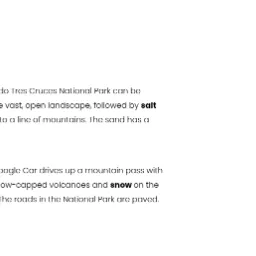 do Tres Cruces National Park can be
e vast, open landscape, followed by salt
to a line of mountains. The sand has a
oogle Car drives up a mountain pass with
ow-capped volcanoes and snow on the
the roads in the National Park are paved.